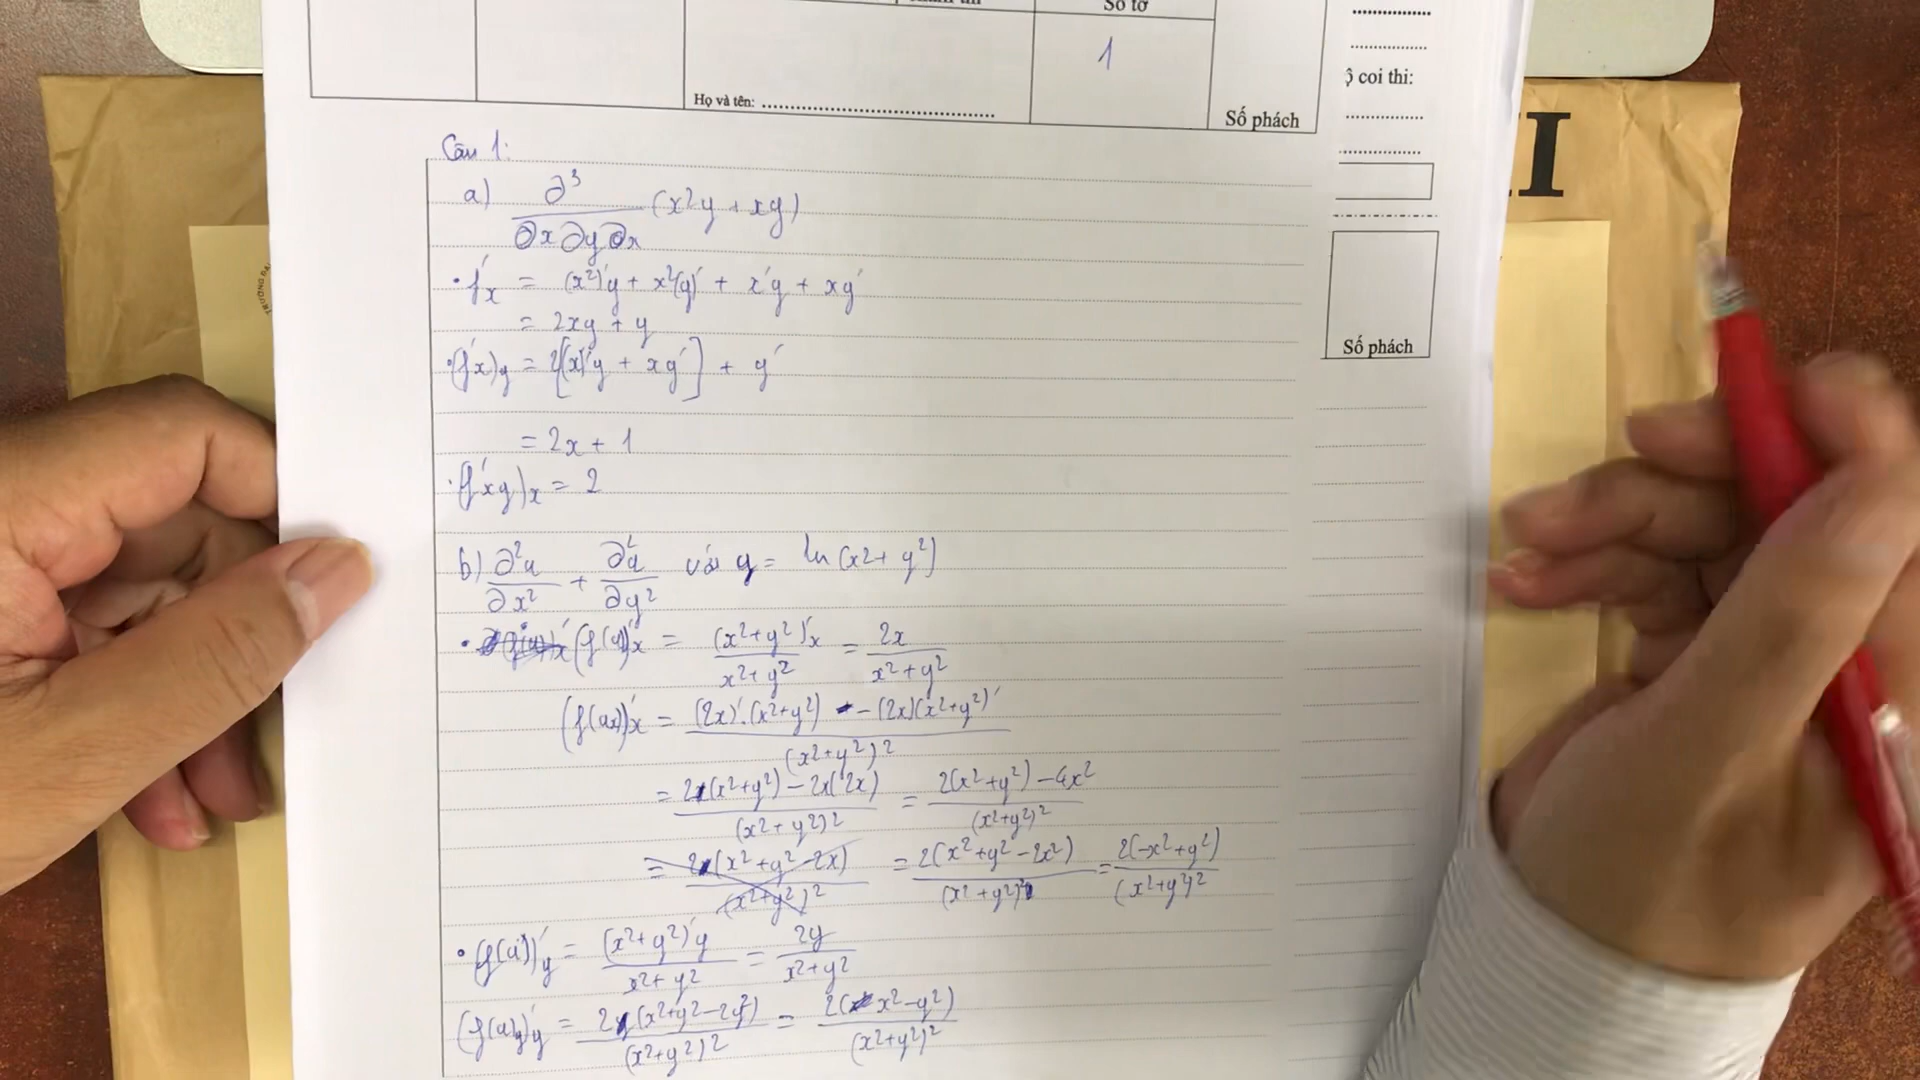 Số tờ
1
ộ coi thi:
Họ và tên: ........................................
Số phách
Số phách
II
Câu 1:
a) ∂³/(∂x∂y∂x) (x²y + xy)
• f'x = (x²)'y + x²(y)' + x'y + xy'
= 2xy + y
• (f'x)y = 2[(x)'y + xy'] + y'
= 2x + 1
• (f'xy)x = 2
b) ∂²u/∂x² + ∂²u/∂y² với u = ln(x² + y²)
• (f(u))'x = (x²+y²)'x/(x²+y²) = 2x/(x²+y²)
(f(ux))'x = ((2x)'.(x²+y²) - (2x)(x²+y²)')/(x²+y²)²
= (2(x²+y²) - 2x(2x))/(x²+y²)² = (2(x²+y²) - 4x²)/(x²+y²)²
= 2(x²+y²-2x)/(x²+y²)² = 2(x²+y²-2x²)/(x²+y²)² = 2(-x²+y²)/(x²+y²)²
• (f(u))'y = (x²+y²)'y/(x²+y²) = 2y/(x²+y²)
(f(uy))'y = 2(x²+y²-2y²)/(x²+y²)² = 2(x²-y²)/(x²+y²)²